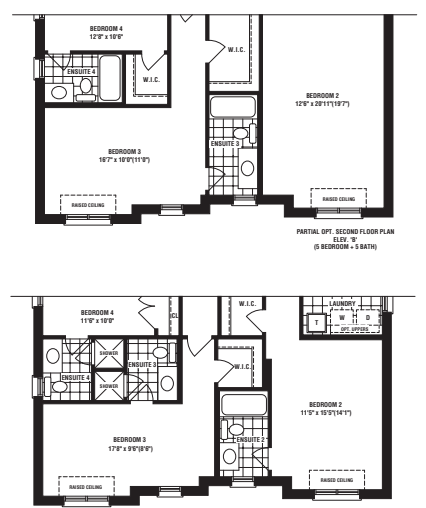 BEDROOM 4
12'8" x 10'6"
W.I.C.
ENSUITE 4
W.I.C.
BEDROOM 2
12'6" x 20'11"(19'7")
ENSUITE 3
BEDROOM 3
16'7" x 10'0"(11'0")
RAISED CEILING
RAISED CEILING
PARTIAL OPT. SECOND FLOOR PLAN
ELEV. 'B'
(5 BEDROOM + 5 BATH)
BEDROOM 4
11'6" x 10'0"
CL
W.I.C.
LAUNDRY
T
W
D
OPT. UPPERS
SHOWER
ENSUITE 3
W.I.C.
ENSUITE 4
SHOWER
BEDROOM 2
11'5" x 15'5"(14'1")
BEDROOM 3
17'8" x 9'6"(8'6")
ENSUITE 2
RAISED CEILING
RAISED CEILING